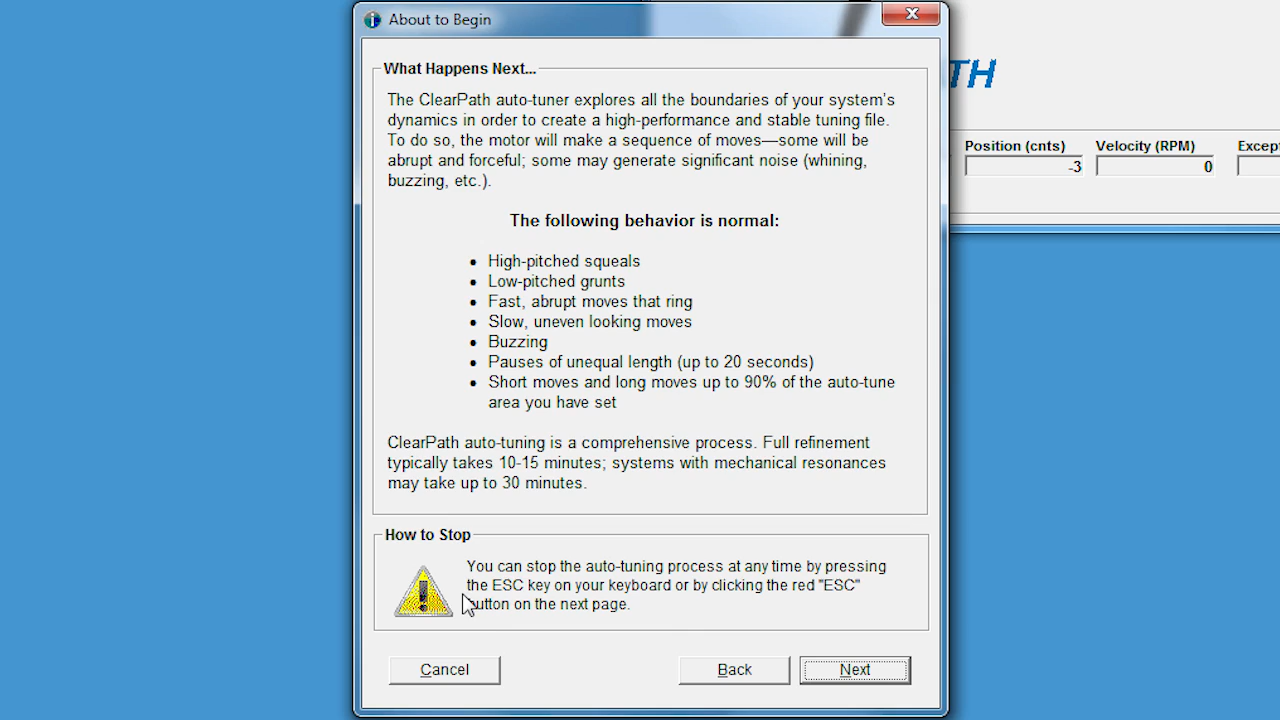 About to Begin
What Happens Next...
The ClearPath auto-tuner explores all the boundaries of your system's
dynamics in order to create a high-performance and stable tuning file.
To do so, the motor will make a sequence of moves—some will be
abrupt and forceful; some may generate significant noise (whining,
buzzing, etc.).
The following behavior is normal:
• High-pitched squeals
• Low-pitched grunts
• Fast, abrupt moves that ring
• Slow, uneven looking moves
• Buzzing
• Pauses of unequal length (up to 20 seconds)
• Short moves and long moves up to 90% of the auto-tune
area you have set
ClearPath auto-tuning is a comprehensive process. Full refinement
typically takes 10-15 minutes; systems with mechanical resonances
may take up to 30 minutes.
How to Stop
You can stop the auto-tuning process at any time by pressing
the ESC key on your keyboard or by clicking the red "ESC"
button on the next page.
Cancel
Back
Next
TH
Position (cnts)
Velocity (RPM)
Except
-3
0